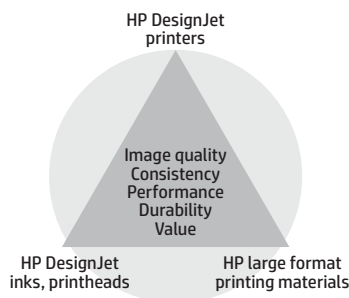 HP DesignJet
printers
Image quality
Consistency
Performance
Durability
Value
HP DesignJet
inks, printheads
HP large format
printing materials